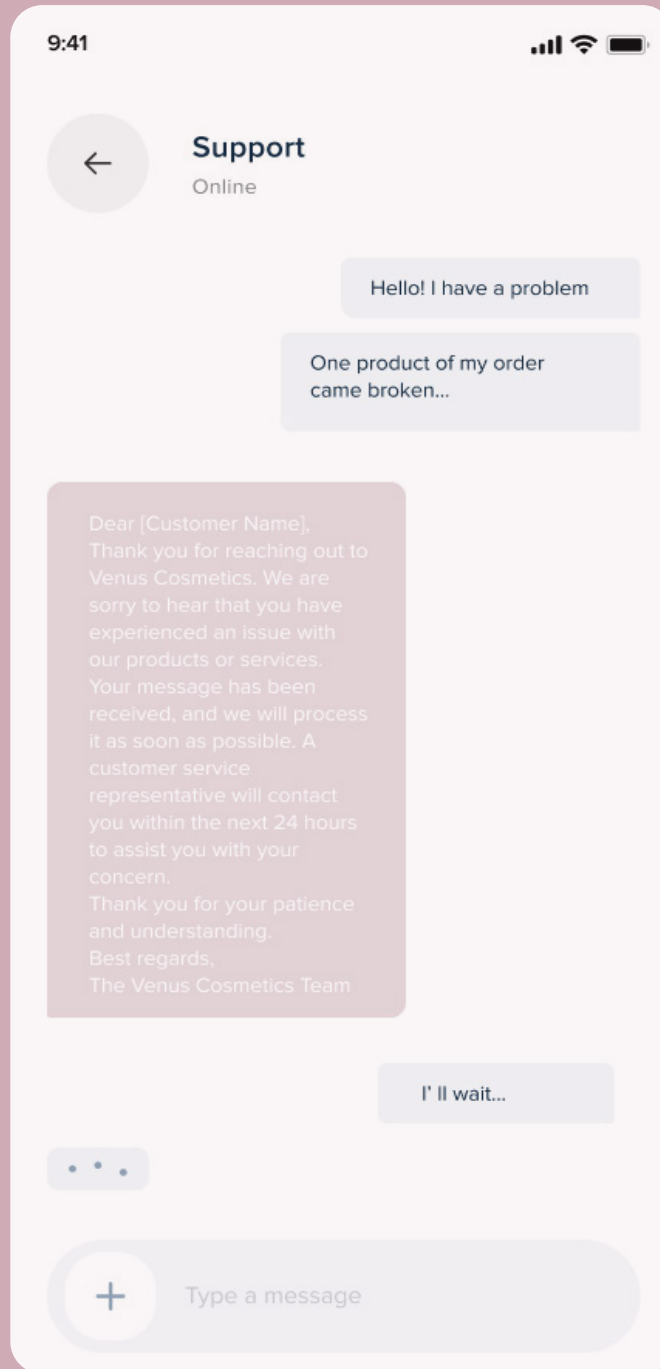 9:41
Support
Online
Hello! I have a problem
One product of my order
came broken...
Dear [Customer Name],
Thank you for reaching out to
Venus Cosmetics. We are
sorry to hear that you have
experienced an issue with
our products or services.
Your message has been
received, and we will process
it as soon as possible. A
customer service
representative will contact
you within the next 24 hours
to assist you with your
concern.
Thank you for your patience
and understanding.
Best regards,
The Venus Cosmetics Team
I' ll wait...
Type a message